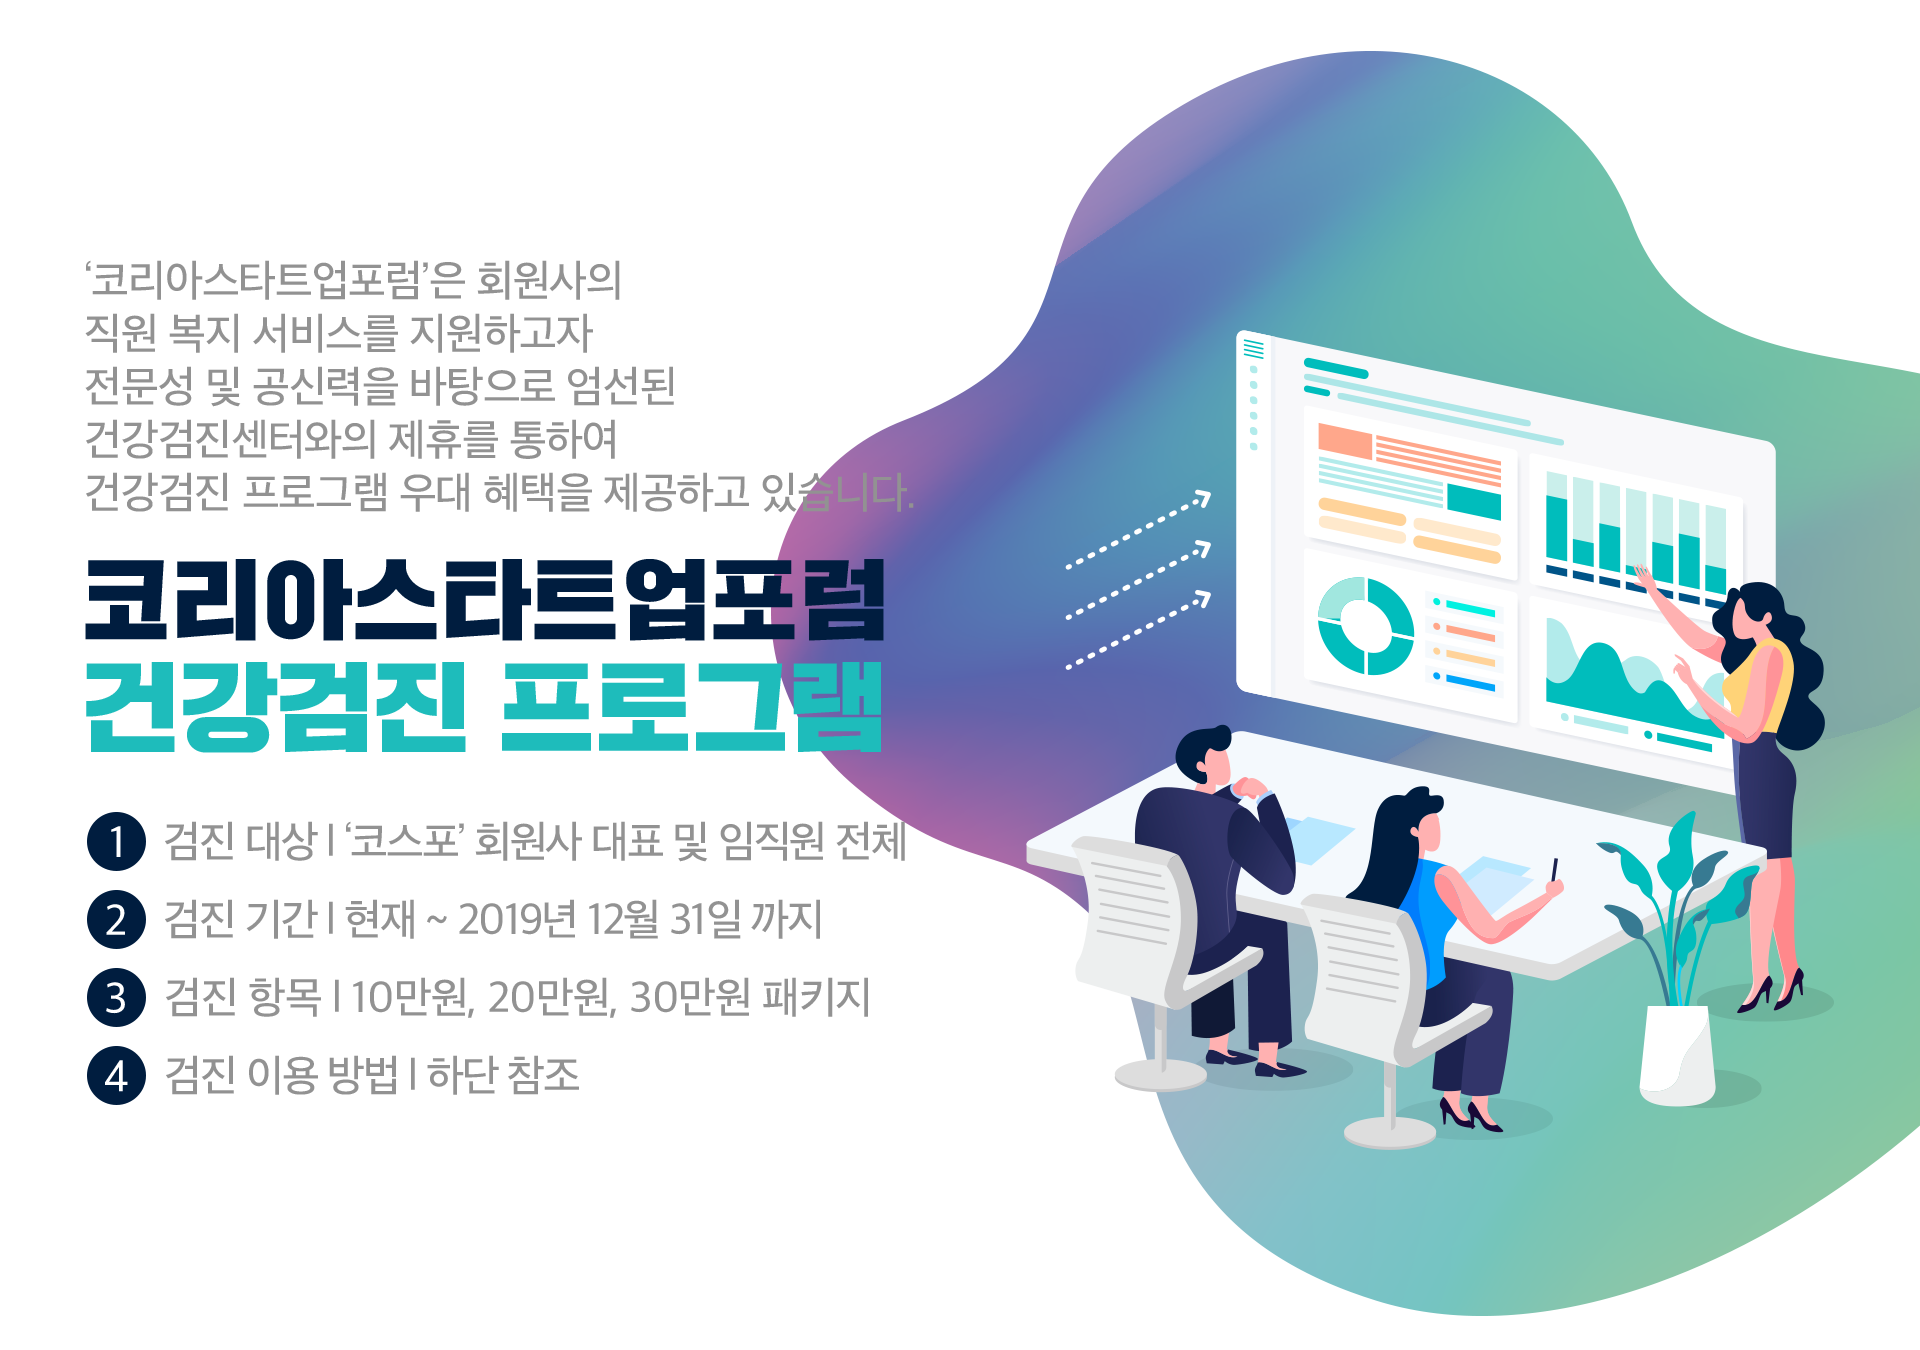 ‘코리아스타트업포럼’은 회원사의
직원 복지 서비스를 지원하고자
전문성 및 공신력을 바탕으로 엄선된
건강검진센터와의 제휴를 통하여
건강검진 프로그램 우대 혜택을 제공하고 있습니다.
코리아스타트업포럼
건강검진 프로그램
1 검진 대상 | ‘코스포’ 회원사 대표 및 임직원 전체
2 검진 기간 | 현재 ~ 2019년 12월 31일 까지
3 검진 항목 | 10만원, 20만원, 30만원 패키지
4 검진 이용 방법 | 하단 참조